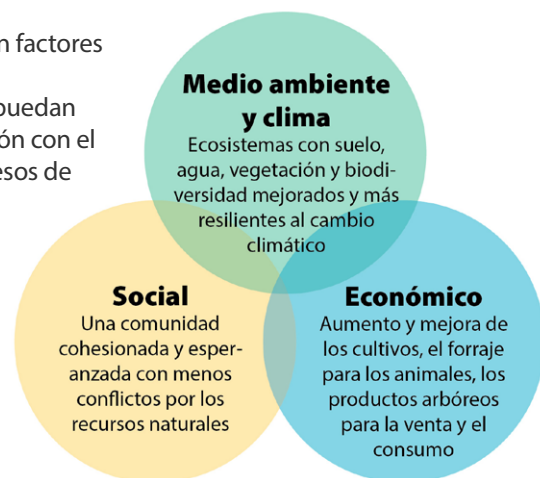 n factores
puedan
ón con el
esos de
Medio ambiente
y clima
Ecosistemas con suelo,
agua, vegetación y biodi-
versidad mejorados y más
resilientes al cambio
climático
Social
Una comunidad
cohesionada y esper-
anzada con menos
conflictos por los
recursos naturales
Económico
Aumento y mejora de
los cultivos, el forraje
para los animales, los
productos arbóreos
para la venta y el
consumo